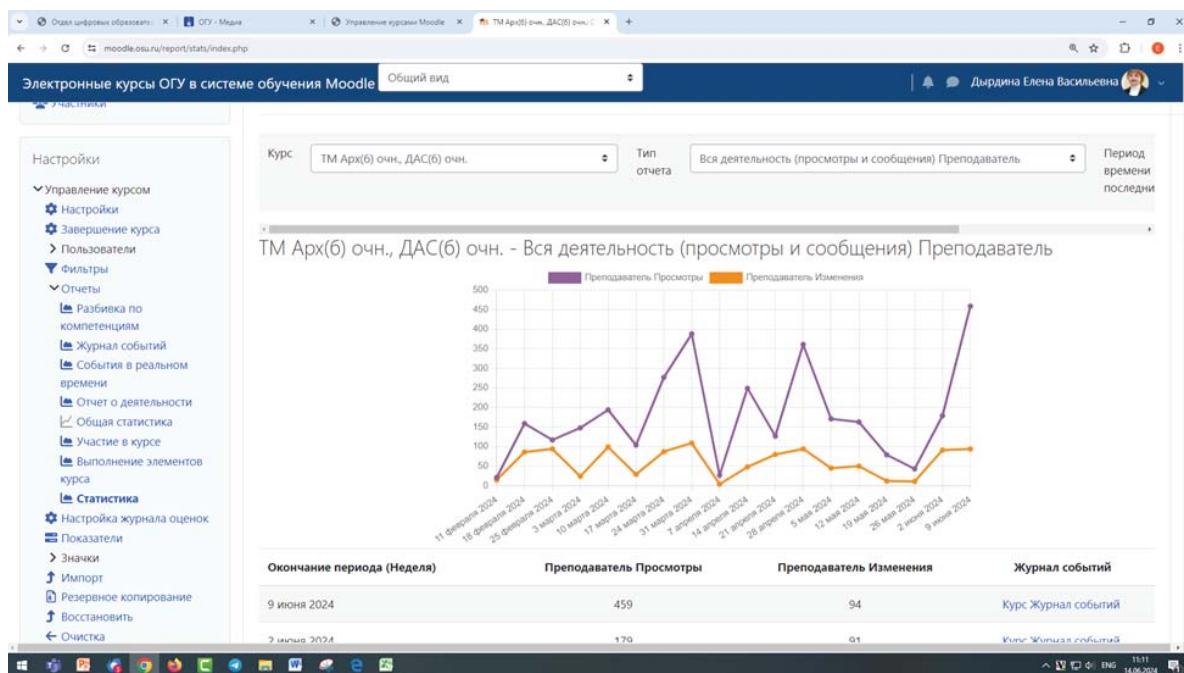 Отдел цифровых образовате
ОГУ - Медиа
Управление курсами Moodle
ТМ Арх(б) очн., ДАС(б) очн.: С
moodle.osu.ru/report/stats/index.php
Электронные курсы ОГУ в системе обучения Moodle
Общий вид
Дырдина Елена Васильевна
Участники
Настройки
Управление курсом
Настройки
Завершение курса
Пользователи
Фильтры
Отчеты
Разбивка по
компетенциям
Журнал событий
События в реальном
времени
Отчет о деятельности
Общая статистика
Участие в курсе
Выполнение элементов
курса
Статистика
Настройка журнала оценок
Показатели
Значки
Импорт
Резервное копирование
Восстановить
Очистка
Курс
ТМ Арх(б) очн., ДАС(б) очн.
Тип
отчета
Вся деятельность (просмотры и сообщения) Преподаватель
Период
времени
последни
ТМ Арх(б) очн., ДАС(б) очн. - Вся деятельность (просмотры и сообщения) Преподаватель
Преподаватель Просмотры
Преподаватель Изменения
500
450
400
350
300
250
200
150
100
50
0
11 февраля 2024
18 февраля 2024
25 февраля 2024
3 марта 2024
10 марта 2024
17 марта 2024
24 марта 2024
31 марта 2024
7 апреля 2024
14 апреля 2024
21 апреля 2024
28 апреля 2024
5 мая 2024
12 мая 2024
19 мая 2024
26 мая 2024
2 июня 2024
9 июня 2024
Окончание периода (Неделя) Преподаватель Просмотры Преподаватель Изменения Журнал событий
9 июня 2024 459 94 Курс Журнал событий
2 июня 2024 179 91 Курс Журнал событий
ENG
11:11
14.06.2024